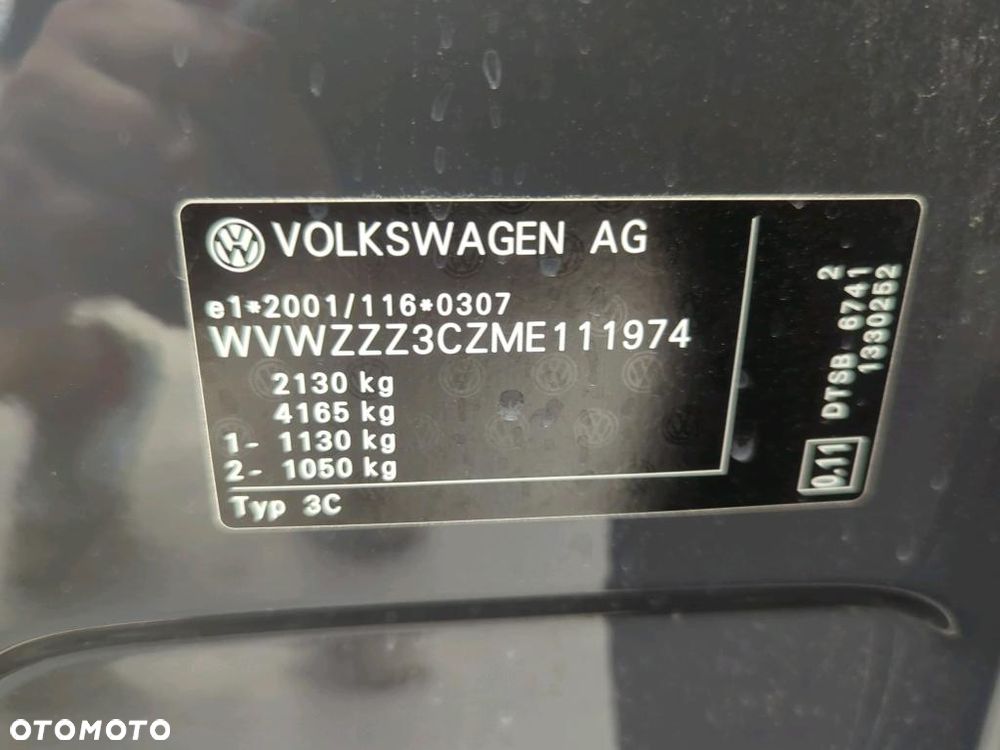 VOLKSWAGEN AG
e1*2001/116*0307
WVWZZZ3CZME111974
2130 kg
4165 kg
1- 1130 kg
2- 1050 kg
Typ 3C
0,11
DTSB 6741 2
1330252
OTOMOTO